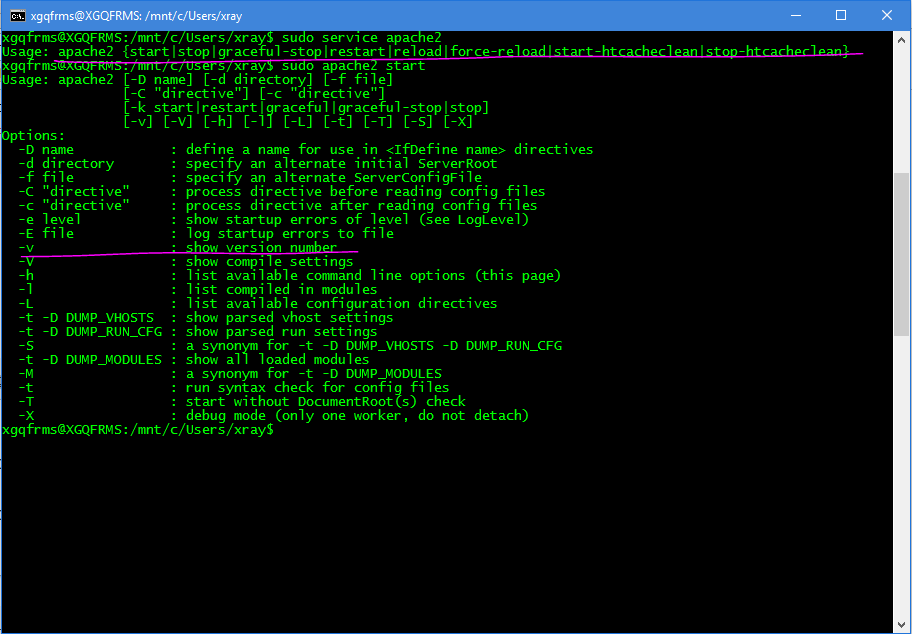 xgqfrms@XGQFRMS: /mnt/c/Users/xray
xgqfrms@XGQFRMS:/mnt/c/Users/xray$ sudo service apache2
Usage: apache2 {start|stop|graceful-stop|restart|reload|force-reload|start-htcacheclean|stop-htcacheclean}
xgqfrms@XGQFRMS:/mnt/c/Users/xray$ sudo apache2 start
Usage: apache2 [-D name] [-d directory] [-f file]
               [-C "directive"] [-c "directive"]
               [-k start|restart|graceful|graceful-stop|stop]
               [-v] [-V] [-h] [-l] [-L] [-t] [-T] [-S] [-X]
Options:
  -D name            : define a name for use in <IfDefine name> directives
  -d directory       : specify an alternate initial ServerRoot
  -f file            : specify an alternate ServerConfigFile
  -C "directive"     : process directive before reading config files
  -c "directive"     : process directive after reading config files
  -e level           : show startup errors of level (see LogLevel)
  -E file            : log startup errors to file
  -v                 : show version number
  -V                 : show compile settings
  -h                 : list available command line options (this page)
  -l                 : list compiled in modules
  -L                 : list available configuration directives
  -t -D DUMP_VHOSTS  : show parsed vhost settings
  -t -D DUMP_RUN_CFG : show parsed run settings
  -S                 : a synonym for -t -D DUMP_VHOSTS -D DUMP_RUN_CFG
  -t -D DUMP_MODULES : show all loaded modules
  -M                 : a synonym for -t -D DUMP_MODULES
  -t                 : run syntax check for config files
  -T                 : start without DocumentRoot(s) check
  -X                 : debug mode (only one worker, do not detach)
xgqfrms@XGQFRMS:/mnt/c/Users/xray$